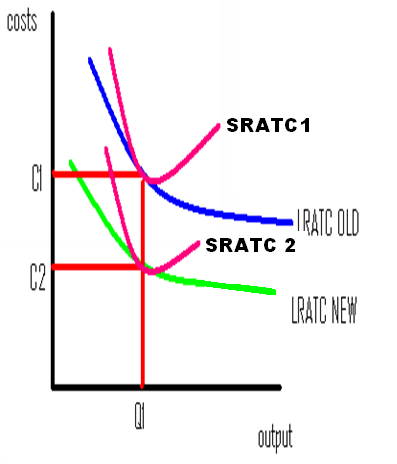 costs
SRATC1
C1
LRATC OLD
SRATC 2
C2
LRATC NEW
Q1
output